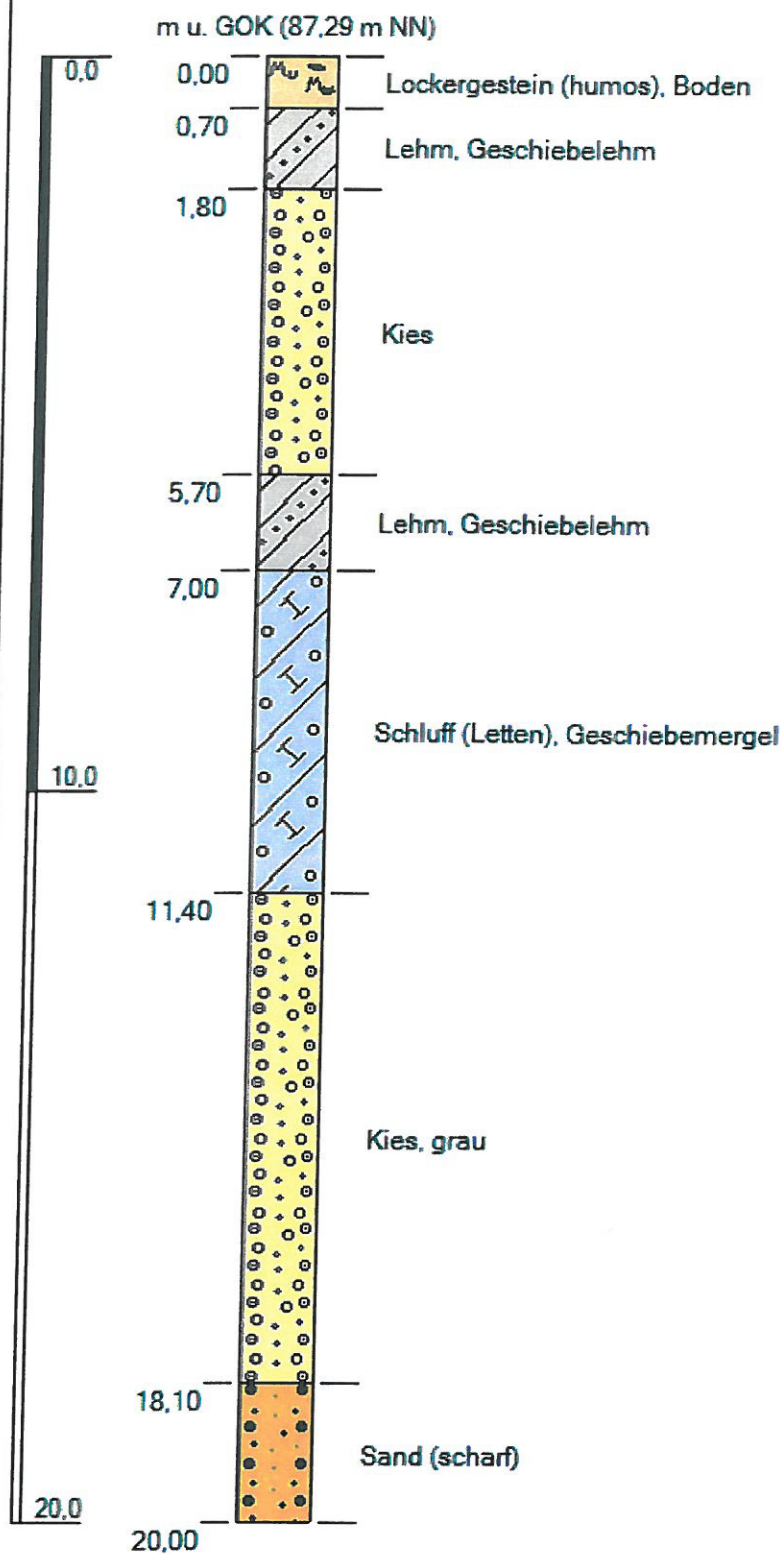 m u. GOK (87,29 m NN)
0,0
0,00
Lockergestein (humos), Boden
0,70
Lehm, Geschiebelehm
1,80
Kies
5,70
Lehm, Geschiebelehm
7,00
Schluff (Letten), Geschiebemergel
10,0
11,40
Kies, grau
18,10
Sand (scharf)
20,0
20,00